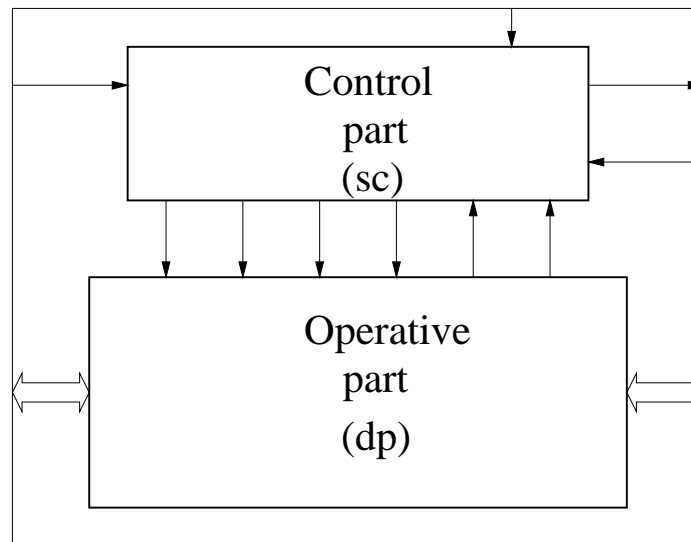 Control
part
(sc)
Operative
part
(dp)